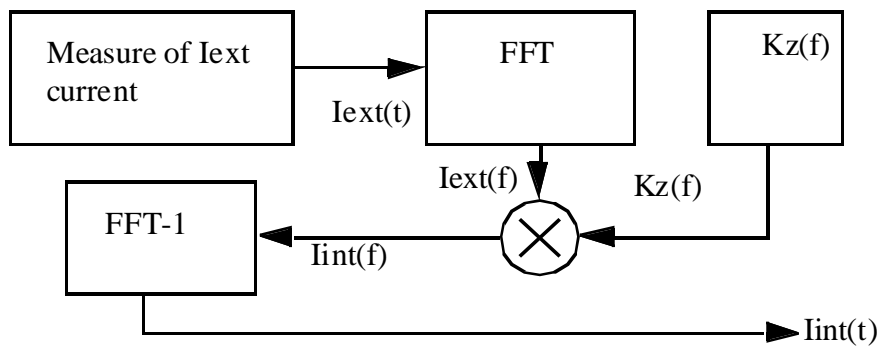 Measure of Iext
current
FFT
Kz(f)
Iext(t)
Iext(f)
Kz(f)
FFT-1
Iint(f)
Iint(t)